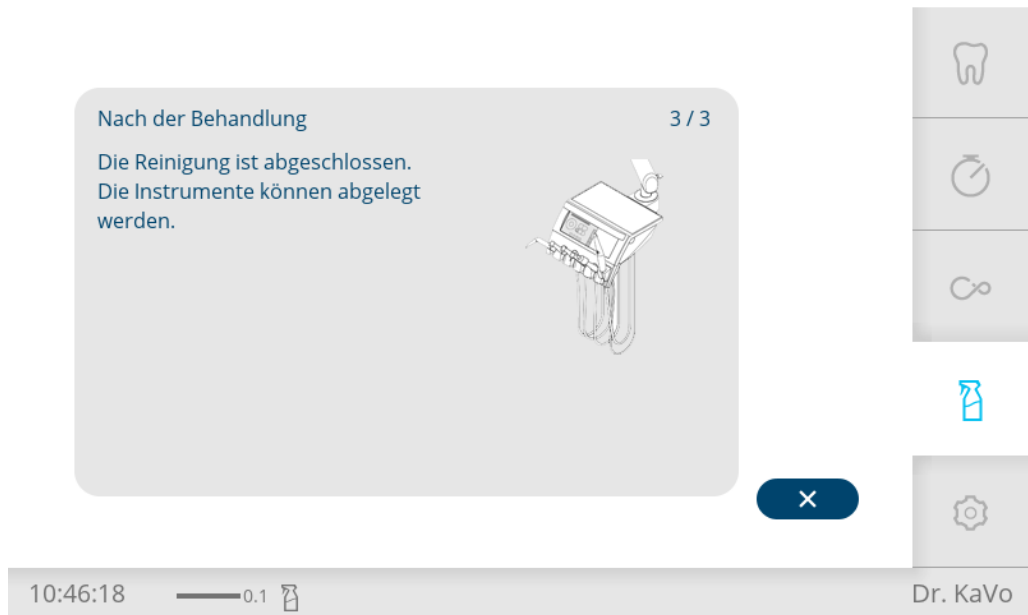 Nach der Behandlung
3 / 3
Die Reinigung ist abgeschlossen.
Die Instrumente können abgelegt
werden.
10:46:18
0.1
Dr. KaVo